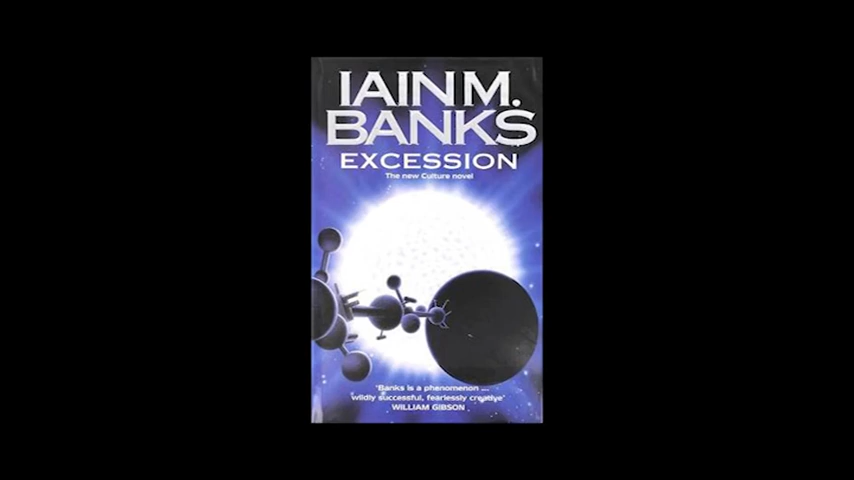 IAIN M.
BANKS
EXCESSION
The new Culture novel
'Banks is a phenomenon ...
wildly successful, fearlessly creative'
WILLIAM GIBSON